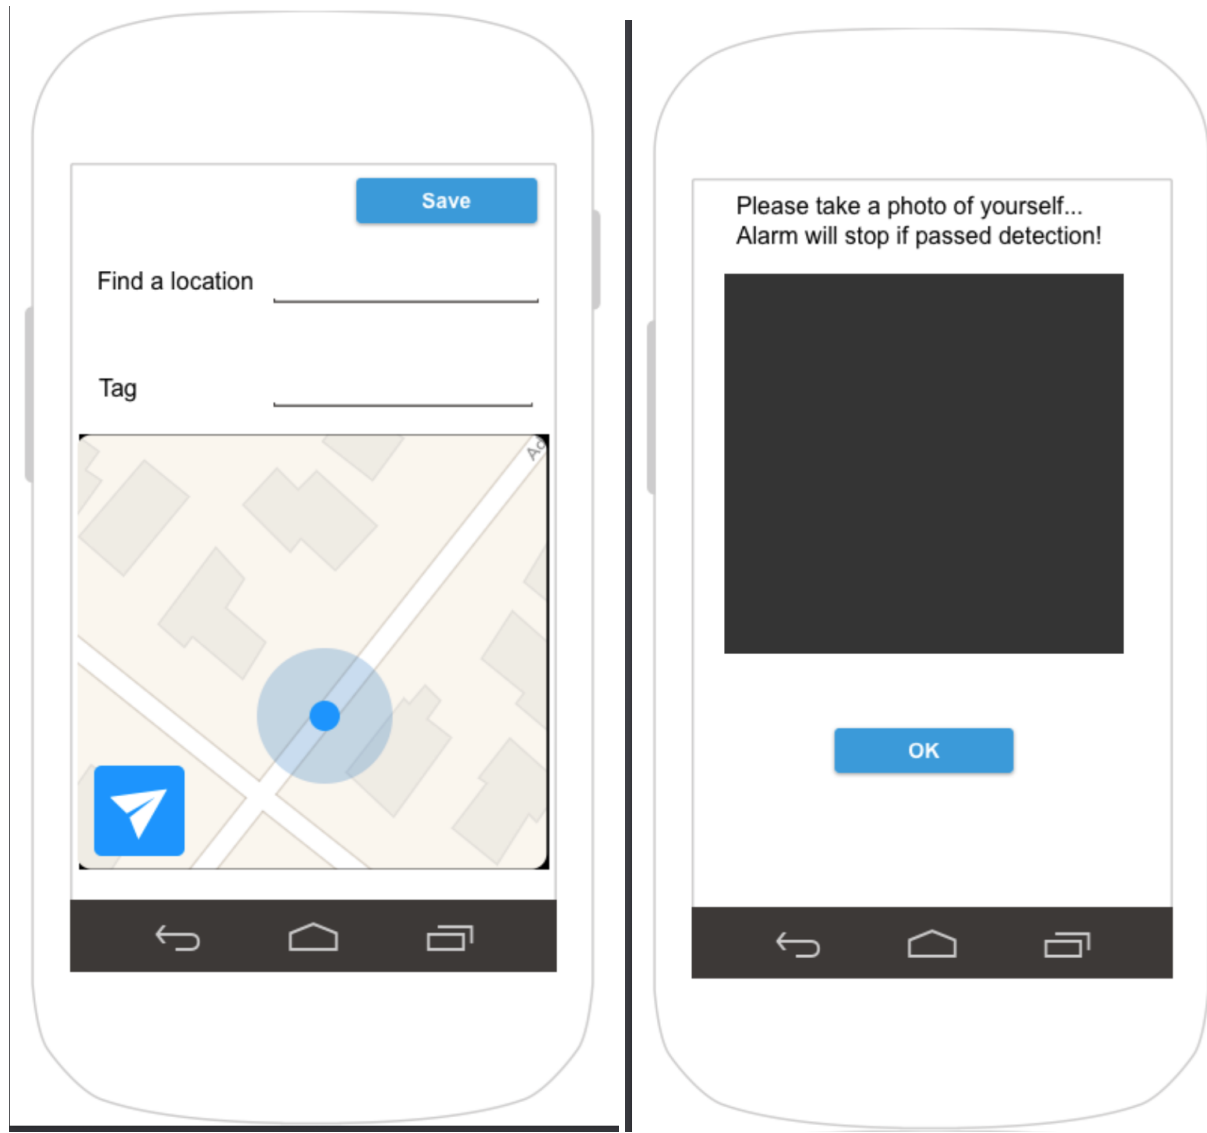 Save
Find a location
Tag
Please take a photo of yourself...
Alarm will stop if passed detection!
OK